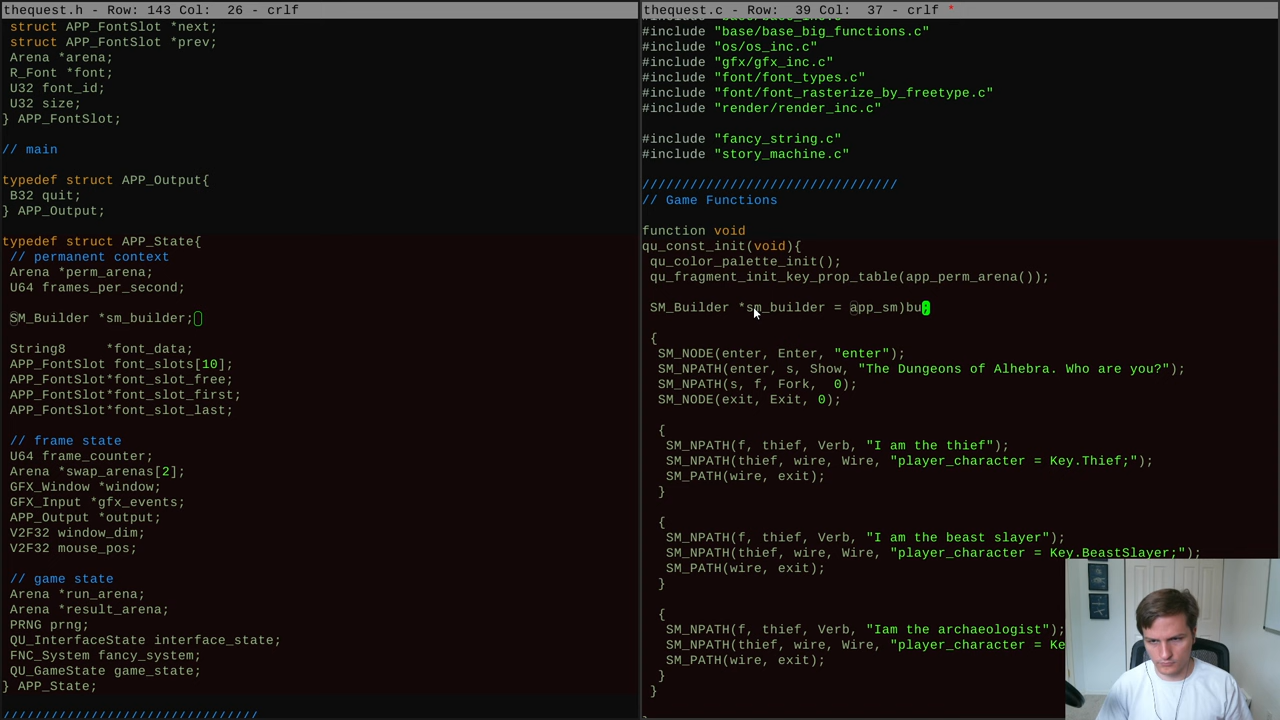 thequest.h - Row: 143 Col:  26 - crlf
struct APP_FontSlot *next;
struct APP_FontSlot *prev;
Arena *arena;
R_Font *font;
U32 font_id;
U32 size;
} APP_FontSlot;
// main
typedef struct APP_Output{
B32 quit;
} APP_Output;
typedef struct APP_State{
// permanent context
Arena *perm_arena;
U64 frames_per_second;
SM_Builder *sm_builder;
String8     *font_data;
APP_FontSlot font_slots[10];
APP_FontSlot*font_slot_free;
APP_FontSlot*font_slot_first;
APP_FontSlot*font_slot_last;
// frame state
U64 frame_counter;
Arena *swap_arenas[2];
GFX_Window *window;
GFX_Input *gfx_events;
APP_Output *output;
V2F32 window_dim;
V2F32 mouse_pos;
// game state
Arena *run_arena;
Arena *result_arena;
PRNG prng;
QU_InterfaceState interface_state;
FNC_System fancy_system;
QU_GameState game_state;
} APP_State;
////////////////////////////////
thequest.c - Row:  39 Col:  37 - crlf *
#include "base/base_inc.c"
#include "base/base_big_functions.c"
#include "os/os_inc.c"
#include "gfx/gfx_inc.c"
#include "font/font_types.c"
#include "font/font_rasterize_by_freetype.c"
#include "render/render_inc.c"
#include "fancy_string.c"
#include "story_machine.c"
////////////////////////////////
// Game Functions
function void
qu_const_init(void){
qu_color_palette_init();
qu_fragment_init_key_prop_table(app_perm_arena());
SM_Builder *sm_builder = app_sm)bu;
{
SM_NODE(enter, Enter, "enter");
SM_NPATH(enter, s, Show, "The Dungeons of Alhebra. Who are you?");
SM_NPATH(s, f, Fork,  0);
SM_NODE(exit, Exit, 0);
{
SM_NPATH(f, thief, Verb, "I am the thief");
SM_NPATH(thief, wire, Wire, "player_character = Key.Thief;");
SM_PATH(wire, exit);
}
{
SM_NPATH(f, thief, Verb, "I am the beast slayer");
SM_NPATH(thief, wire, Wire, "player_character = Key.BeastSlayer;");
SM_PATH(wire, exit);
}
{
SM_NPATH(f, thief, Verb, "Iam the archaeologist");
SM_NPATH(thief, wire, Wire, "player_character = Ke
SM_PATH(wire, exit);
}
}